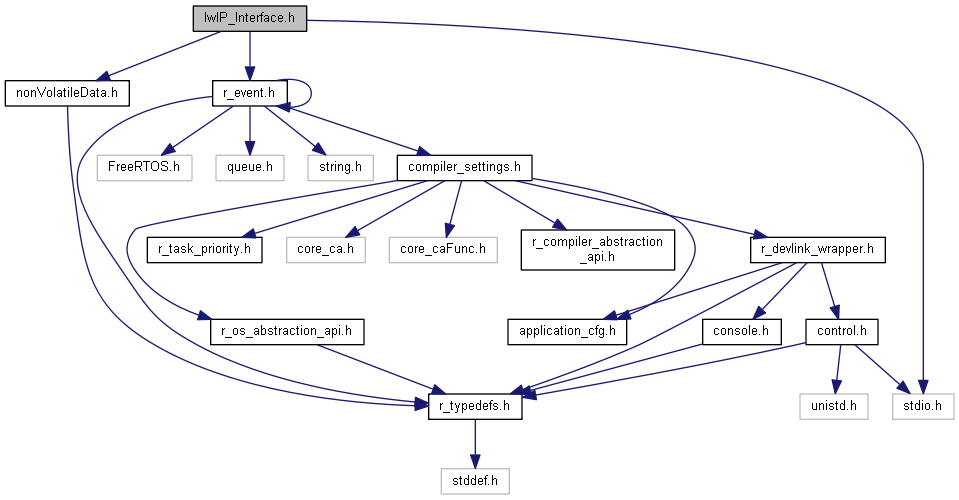 lwIP_Interface.h
nonVolatileData.h
r_event.h
FreeRTOS.h
queue.h
string.h
compiler_settings.h
r_task_priority.h
core_ca.h
core_caFunc.h
r_compiler_abstraction
_api.h
r_devlink_wrapper.h
r_os_abstraction_api.h
application_cfg.h
console.h
control.h
r_typedefs.h
unistd.h
stdio.h
stddef.h